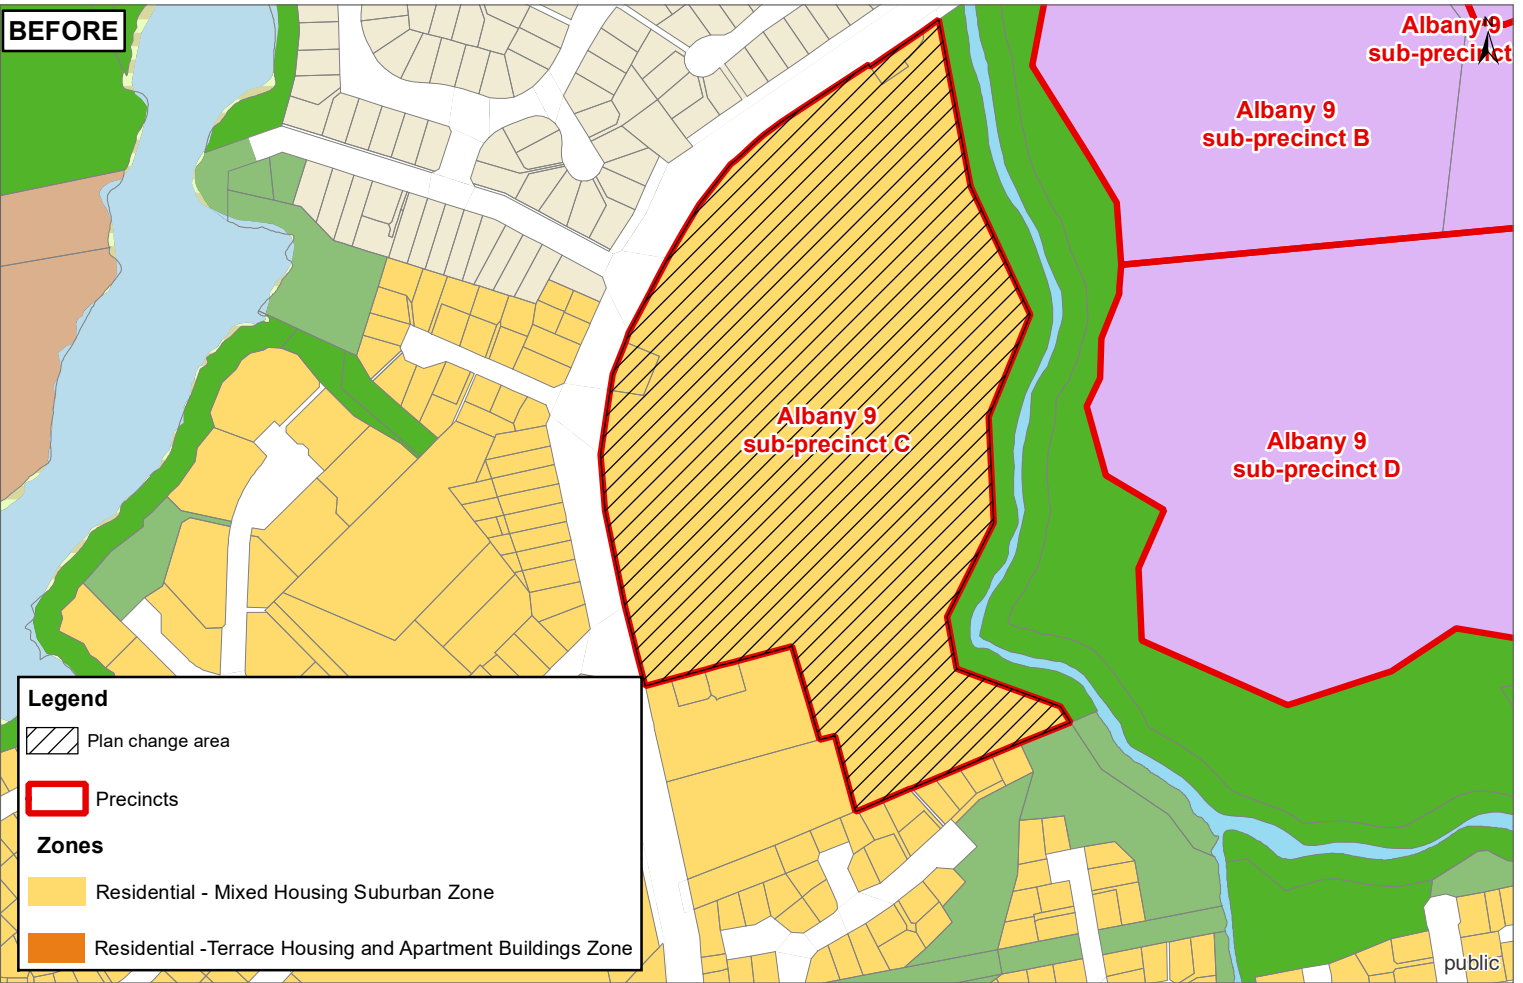 BEFORE
Albany 9
sub-precinct
N
Albany 9
sub-precinct B
Albany 9
sub-precinct C
Albany 9
sub-precinct D
Legend
Plan change area
Precincts
Zones
Residential - Mixed Housing Suburban Zone
Residential -Terrace Housing and Apartment Buildings Zone
public